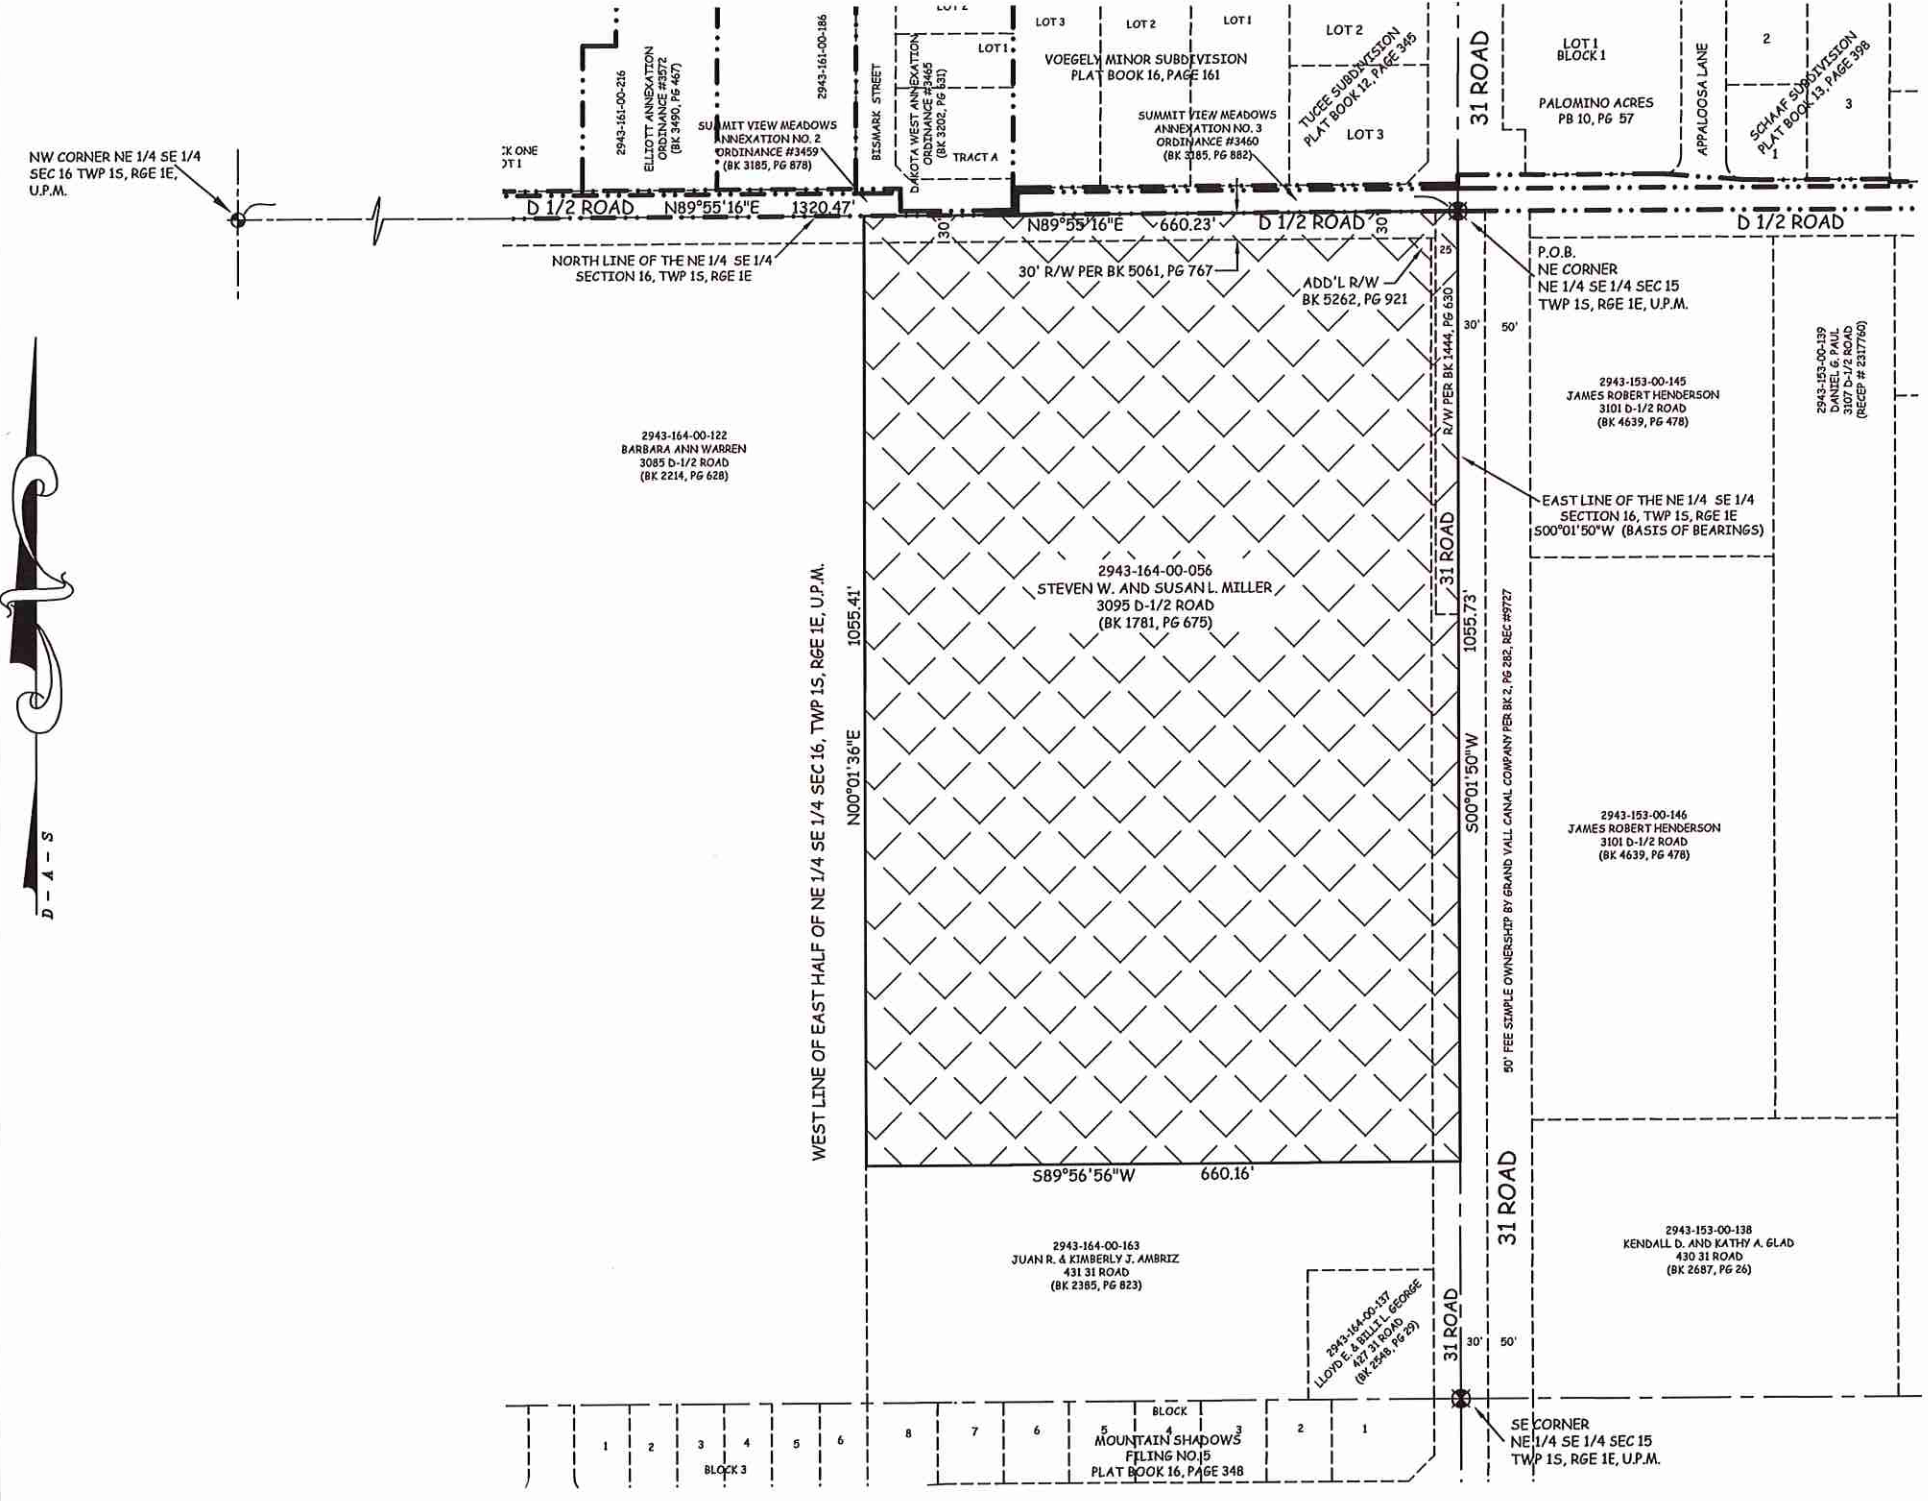 LOT 2
LOT 3
LOT 2
LOT 1
LOT 2
31 ROAD
LOT 1
BLOCK 1
2
2943-161-00-216
ELLIOTT ANNEXATION
ORDINANCE #3572
(BK 3490, PG 467)
2943-161-00-186
BISMARK STREET
DAKOTA WEST ANNEXATION
ORDINANCE #3465
(BK 3202, PG 631)
LOT 1
TRACT A
VOEGELY MINOR SUBDIVISION
PLAT BOOK 16, PAGE 161
TUCEE SUBDIVISION
PLAT BOOK 12, PAGE 345
LOT 3
PALOMINO ACRES
PB 10, PG 57
APPALOOSA LANE
SCHAAF SUBDIVISION
PLAT BOOK 13, PAGE 398
3
1
SUMMIT VIEW MEADOWS
ANNEXATION NO. 2
ORDINANCE #3459
(BK 3185, PG 878)
SUMMIT VIEW MEADOWS
ANNEXATION NO. 3
ORDINANCE #3460
(BK 3185, PG 882)
CK ONE
OT 1
NW CORNER NE 1/4 SE 1/4
SEC 16 TWP 1S, RGE 1E,
U.P.M.
D 1/2 ROAD N89°55'16"E 1320.47'
30'
N89°55'16"E 660.23' D 1/2 ROAD
30'
D 1/2 ROAD
NORTH LINE OF THE NE 1/4 SE 1/4
SECTION 16, TWP 1S, RGE 1E
30' R/W PER BK 5061, PG 767
ADD'L R/W
BK 5262, PG 921
25
R/W PER BK 1444, PG 630
30'
50'
P.O.B.
NE CORNER
NE 1/4 SE 1/4 SEC 15
TWP 1S, RGE 1E, U.P.M.
2943-153-00-145
JAMES ROBERT HENDERSON
3101 D-1/2 ROAD
(BK 4639, PG 478)
2943-153-00-139
DANIEL G. PAUL
3107 D-1/2 ROAD
(RECEP # 2317760)
2943-164-00-122
BARBARA ANN WARREN
3085 D-1/2 ROAD
(BK 2214, PG 628)
EAST LINE OF THE NE 1/4 SE 1/4
SECTION 16, TWP 1S, RGE 1E
S00°01'50"W (BASIS OF BEARINGS)
31 ROAD
2943-164-00-056
STEVEN W. AND SUSAN L. MILLER
3095 D-1/2 ROAD
(BK 1781, PG 675)
WEST LINE OF EAST HALF OF NE 1/4 SE 1/4 SEC 16, TWP 1S, RGE 1E, U.P.M.
N00°01'36"E 1055.41'
S00°01'50"W 1055.73'
50' FEE SIMPLE OWNERSHIP BY GRAND VALL CANAL COMPANY PER BK 2, PG 282, REC #9727
D - A - S
2943-153-00-146
JAMES ROBERT HENDERSON
3101 D-1/2 ROAD
(BK 4639, PG 478)
S89°56'56"W 660.16'
31 ROAD
2943-164-00-163
JUAN R. & KIMBERLY J. AMBRIZ
431 31 ROAD
(BK 2385, PG 823)
2943-153-00-138
KENDALL D. AND KATHY A. GLAD
430 31 ROAD
(BK 2687, PG 26)
2943-164-00-137
LLOYD E. & BILLI L. GEORGE
427 31 ROAD
(BK 2548, PG 29)
31 ROAD
30'
50'
1 2 3 4 5 6
BLOCK 3
8 7 6 5 4 3 2 1
BLOCK
MOUNTAIN SHADOWS
FILING NO. 5
PLAT BOOK 16, PAGE 348
SE CORNER
NE 1/4 SE 1/4 SEC 15
TWP 1S, RGE 1E, U.P.M.